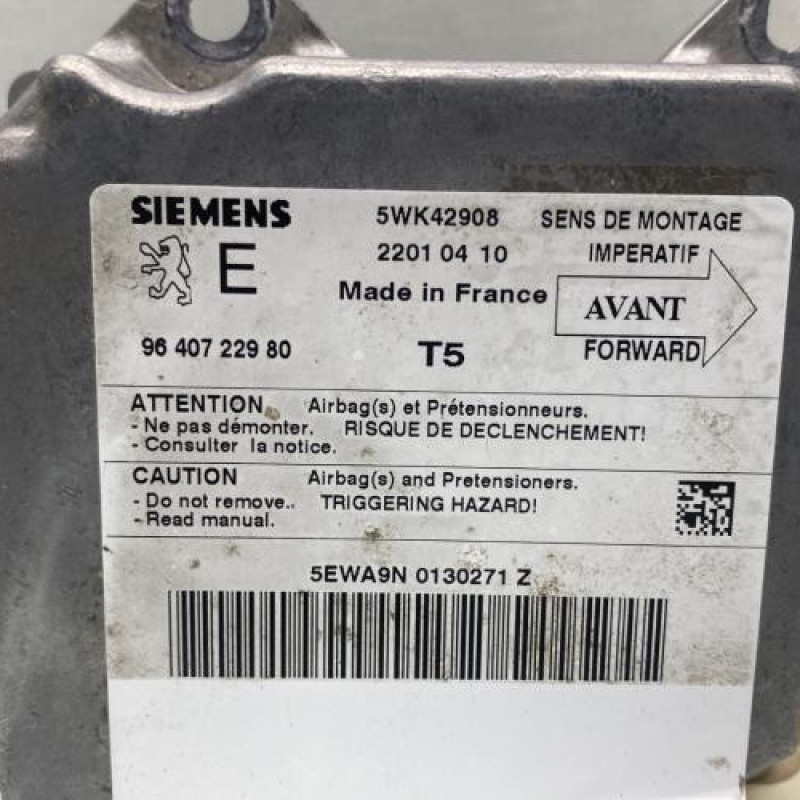 SIEMENS 5WK42908 SENS DE MONTAGE
E 2201 04 10 IMPERATIF
Made in France AVANT
96 407 229 80 T5 FORWARD
ATTENTION Airbag(s) et Prétensionneurs.
- Ne pas démonter. RISQUE DE DECLENCHEMENT!
- Consulter la notice.
CAUTION Airbag(s) and Pretensioners.
- Do not remove.. TRIGGERING HAZARD!
- Read manual.
5EWA9N 0130271 Z